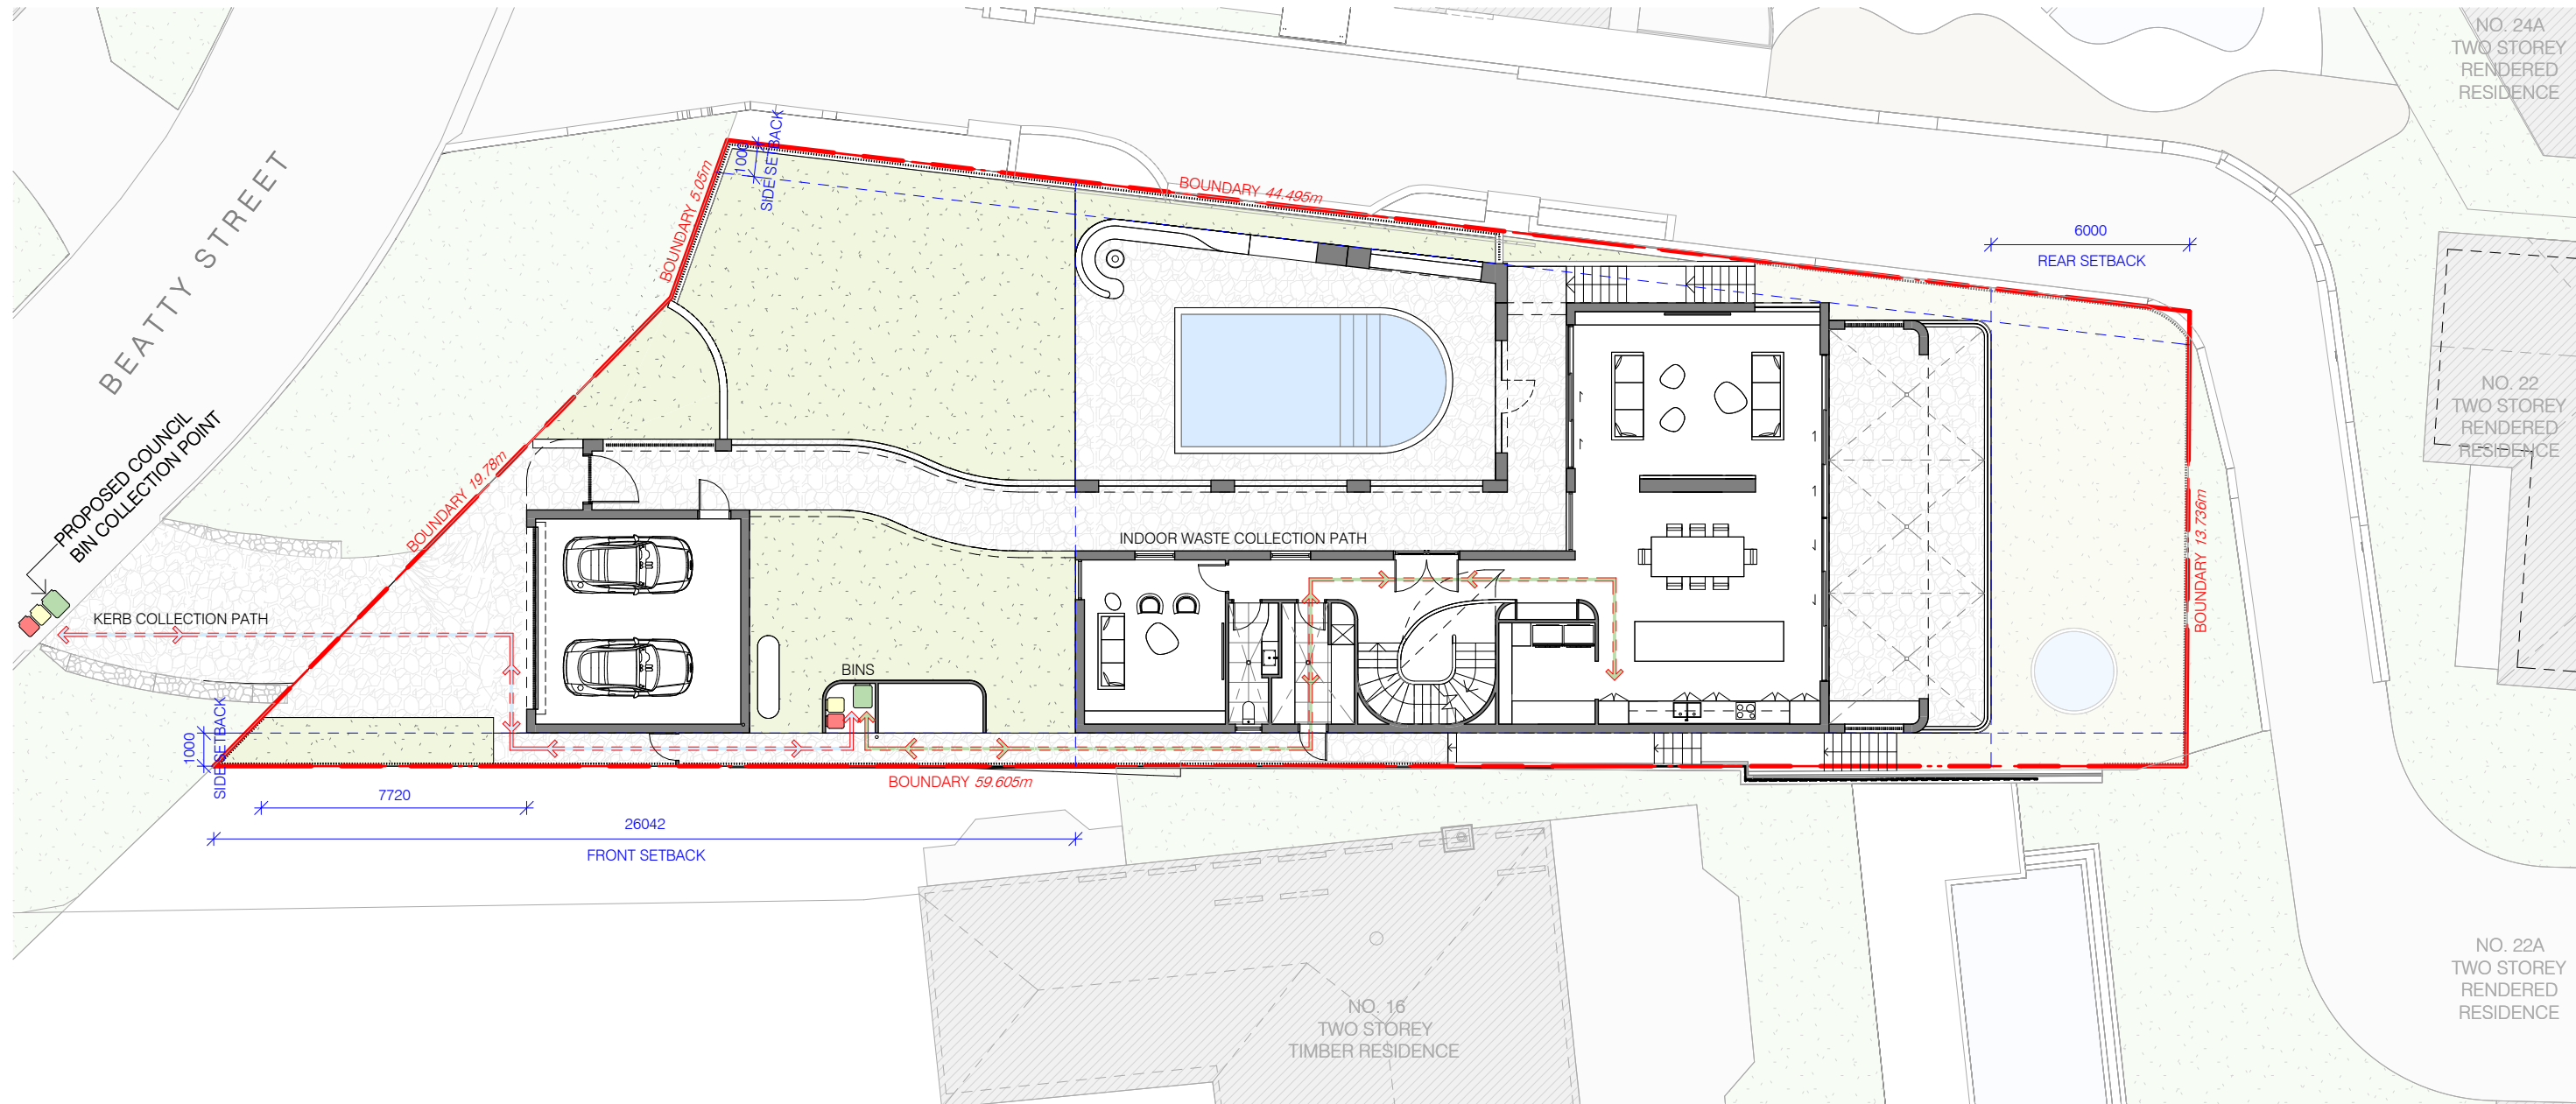 NO. 24A
TWO STOREY
RENDERED
RESIDENCE
1000
SIDE SETBACK
BOUNDARY 5.05m
BOUNDARY 44.495m
BEATTY STREET
6000
REAR SETBACK
NO. 22
TWO STOREY
RENDERED
RESIDENCE
PROPOSED COUNCIL
BIN COLLECTION POINT
BOUNDARY 19.78m
BOUNDARY 13.736m
INDOOR WASTE COLLECTION PATH
KERB COLLECTION PATH
BINS
1000
SIDE SETBACK
BOUNDARY 59.605m
7720
26042
FRONT SETBACK
NO. 16
TWO STOREY
TIMBER RESIDENCE
NO. 22A
TWO STOREY
RENDERED
RESIDENCE